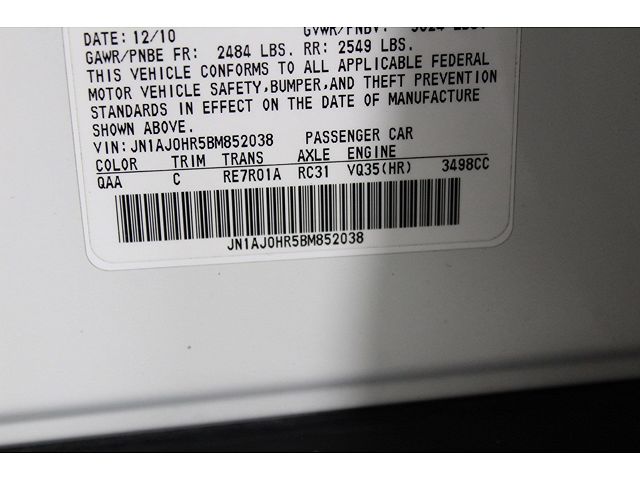 DATE: 12/10 GVWR/PNBV:
GAWR/PNBE FR: 2484 LBS. RR: 2549 LBS.
THIS VEHICLE CONFORMS TO ALL APPLICABLE FEDERAL
MOTOR VEHICLE SAFETY,BUMPER,AND THEFT PREVENTION
STANDARDS IN EFFECT ON THE DATE OF MANUFACTURE
SHOWN ABOVE.
VIN: JN1AJ0HR5BM852038 PASSENGER CAR
COLOR TRIM TRANS AXLE ENGINE
QAA C RE7R01A RC31 VQ35(HR) 3498CC
JN1AJ0HR5BM852038